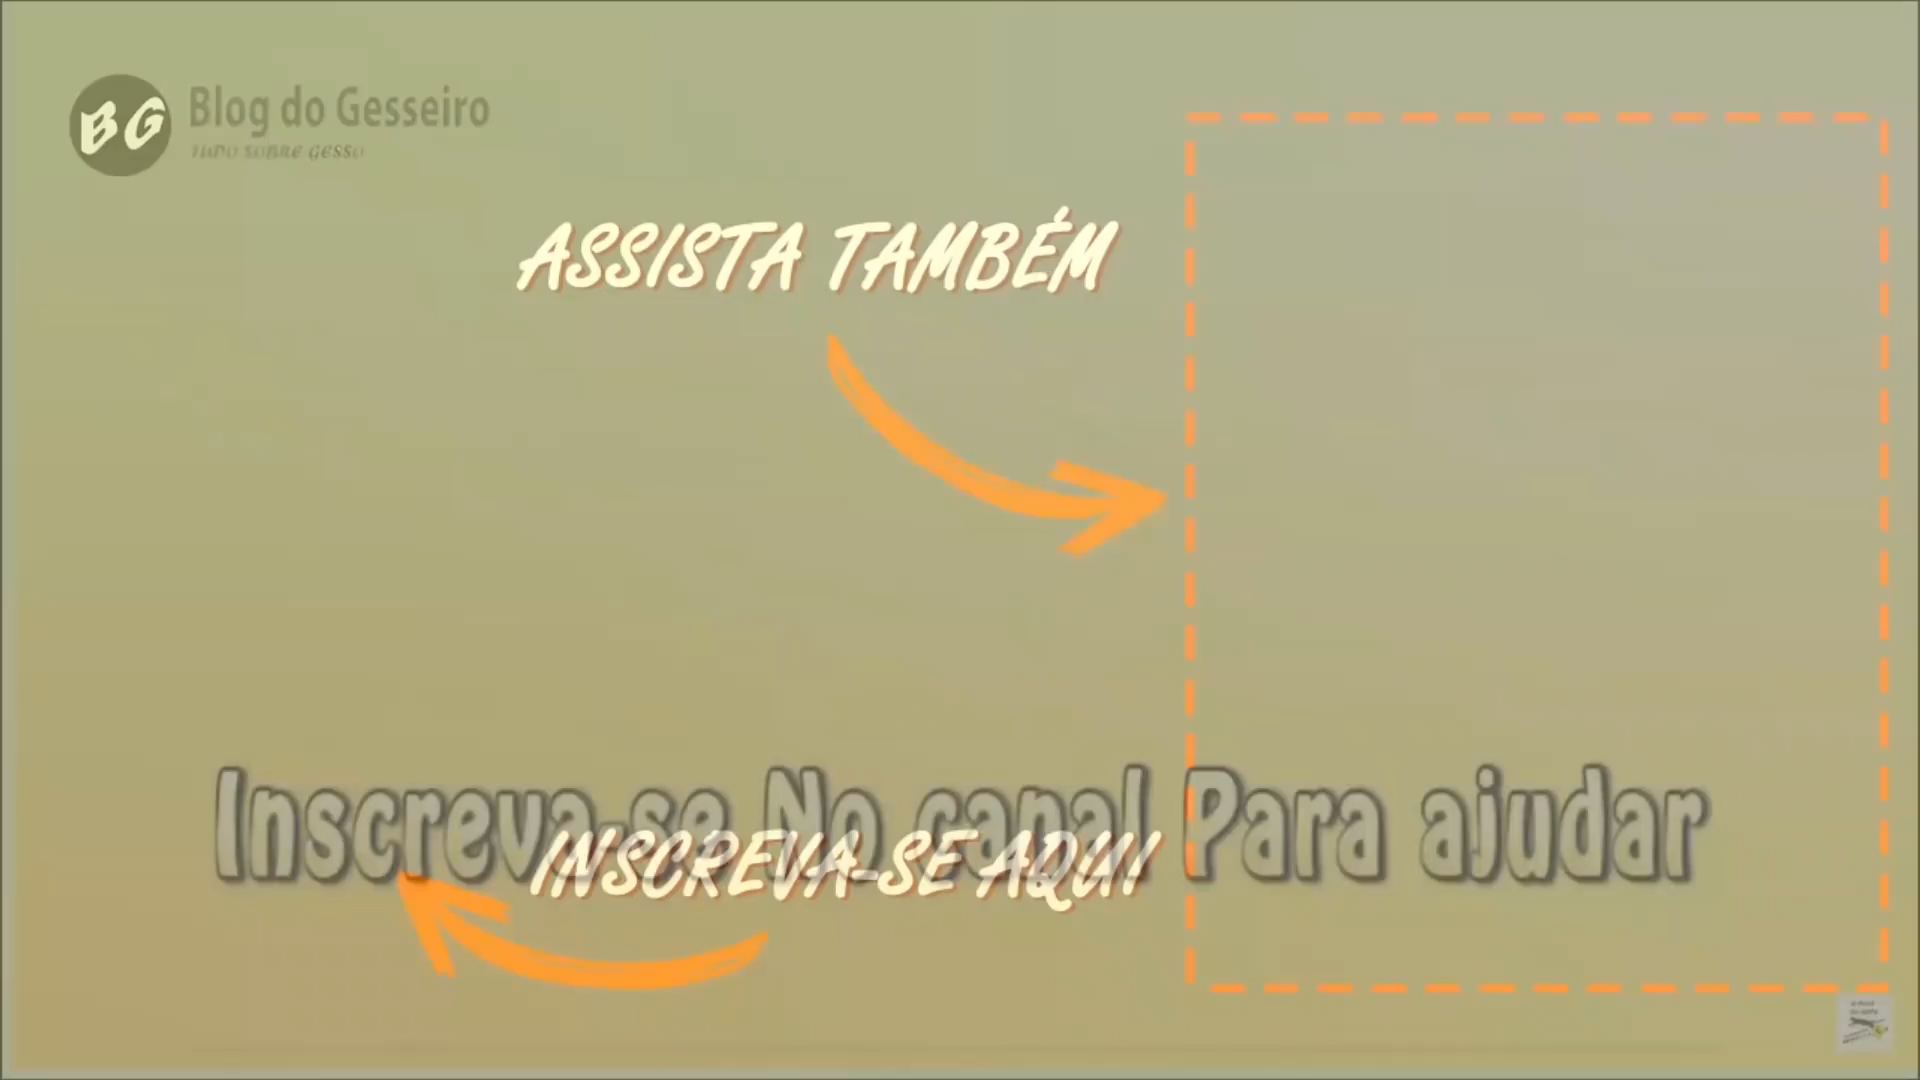 BG
Blog do Gesseiro
TUDO SOBRE GESSO
ASSISTA TAMBÉM
Inscreva-se No canal Para ajudar
INSCREVA-SE AQUI